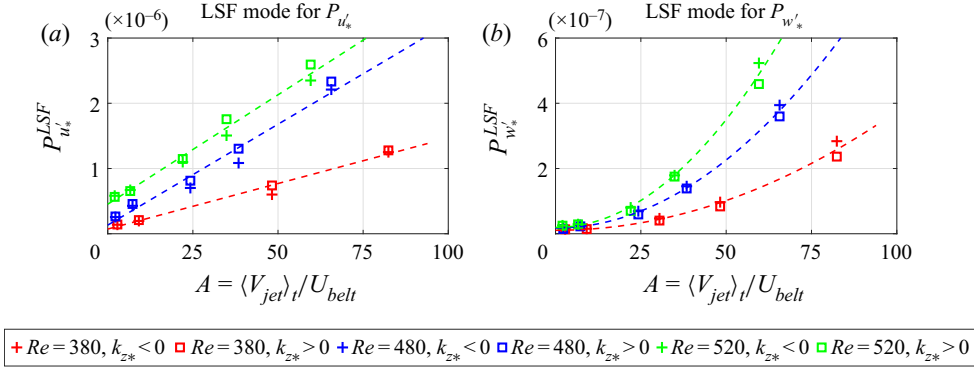 (×10⁻⁶) LSF mode for P_{u'_*}
(×10⁻⁷) LSF mode for P_{w'_*}
(a)
(b)
3
2
1
0
25
50
75
100
P^{LSF}_{u'_*}
A = ⟨V_{jet}⟩_t/U_{belt}
6
4
2
0
25
50
75
100
P^{LSF}_{w'_*}
A = ⟨V_{jet}⟩_t/U_{belt}
Re = 380, k_{z*} < 0 Re = 380, k_{z*} > 0 Re = 480, k_{z*} < 0 Re = 480, k_{z*} > 0 Re = 520, k_{z*} < 0 Re = 520, k_{z*} > 0